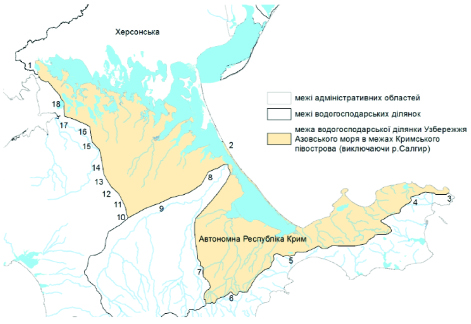 Херсонська
межі адміністративних областей
межі водогосподарських ділянок
межа водогосподарської ділянки Узбережжя
Азовського моря в межах Кримського
півострова (виключаючи р.Салгир)
1
18
17
16
15
14
13
12
11
10
9
8
2
3
4
Автономна Республіка Крим
5
7
6